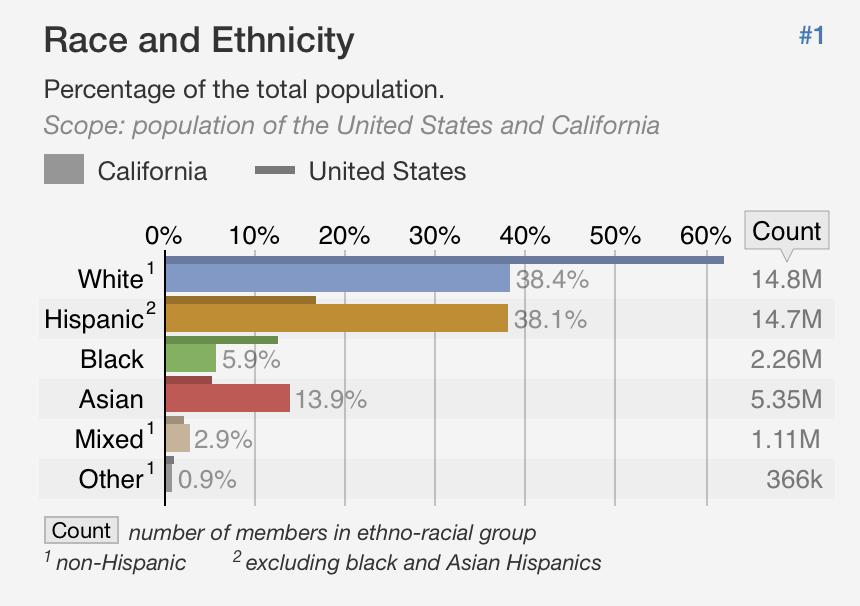 Race and Ethnicity #1
Percentage of the total population.
Scope: population of the United States and California
California United States
0% 10% 20% 30% 40% 50% 60% Count
White1 38.4% 14.8M
Hispanic2 38.1% 14.7M
Black 5.9% 2.26M
Asian 13.9% 5.35M
Mixed1 2.9% 1.11M
Other1 0.9% 366k
Count number of members in ethno-racial group
1 non-Hispanic 2 excluding black and Asian Hispanics